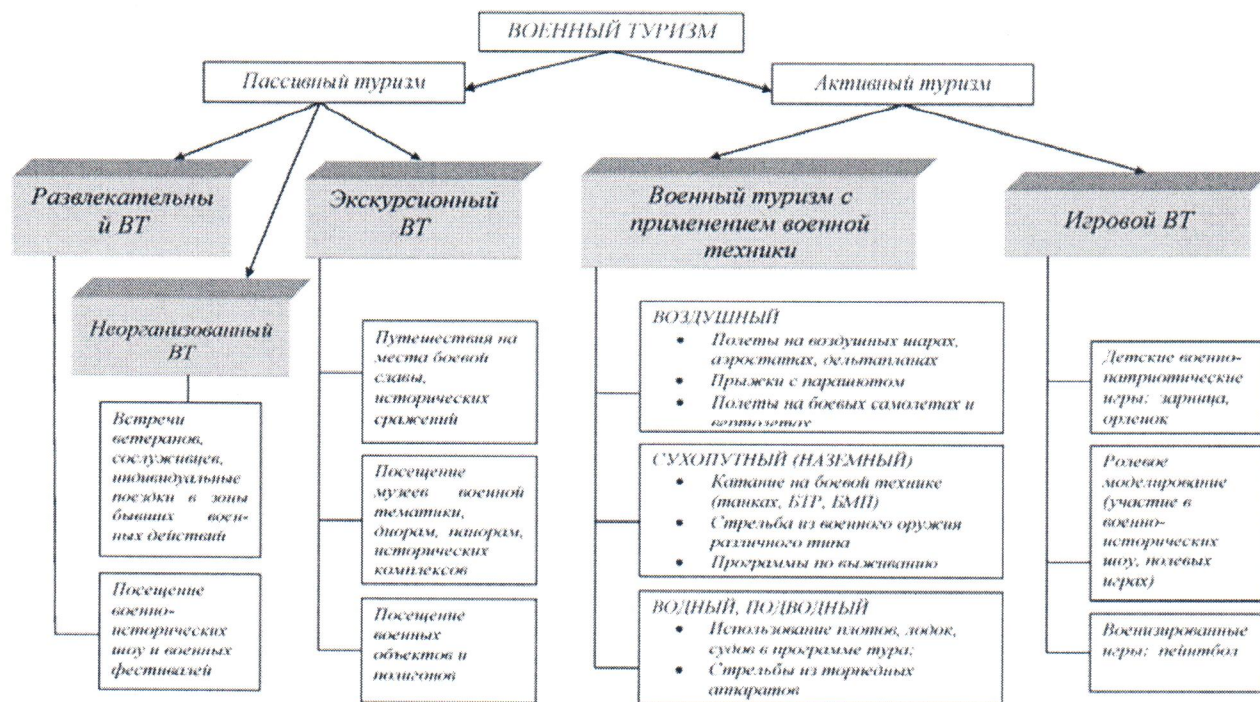 ВОЕННЫЙ ТУРИЗМ
Пассивный туризм
Активный туризм
Развлекательны
й ВТ
Экскурсионный
ВТ
Военный туризм с
применением военной
техники
Игровой ВТ
Неорганизованный
ВТ
Встречи
ветеранов,
сослуживцев,
индивидуальные
поездки в зоны
бывших воен-
ных действий
Посещение
военно-
исторических
шоу и военных
фестивалей
Путешествия на
места боевой
славы,
исторических
сражений
Посещение
музеев военной
тематики,
диорам, панорам,
исторических
комплексов
Посещение
военных
объектов и
полигонов
ВОЗДУШНЫЙ
• Полеты на воздушных шарах,
аэростатах, дельтапланах
• Прыжки с парашютом
• Полеты на боевых самолетах и
вертолетах
СУХОПУТНЫЙ (НАЗЕМНЫЙ)
• Катание на боевой технике
(танках, БТР, БМП)
• Стрельба из военного оружия
различного типа
• Программы по выживанию
ВОДНЫЙ, ПОДВОДНЫЙ
• Использование плотов, лодок,
судов в программе тура;
• Стрельбы из торпедных
аппаратов
Детские военно-
патриотические
игры: зарница,
орленок
Ролевое
моделирование
(участие в
военно-
исторических
шоу, полевых
играх)
Военизированные
игры: пейнтбол